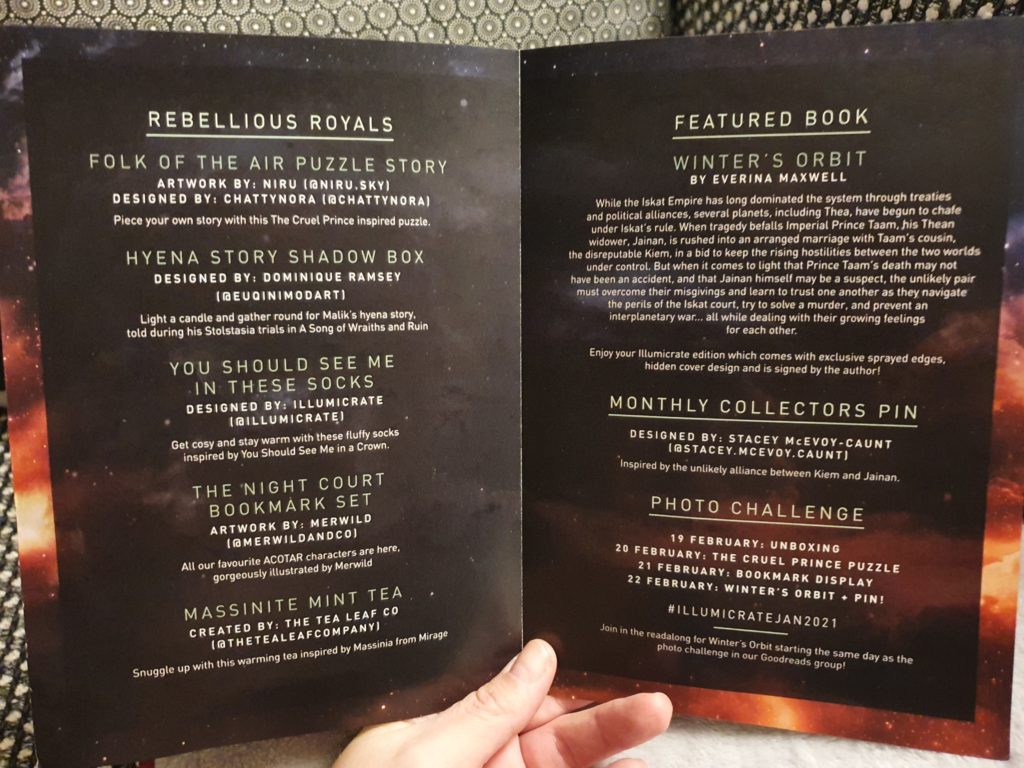 REBELLIOUS ROYALS
FOLK OF THE AIR PUZZLE STORY
ARTWORK BY: NIRU (@NIRU.SKY)
DESIGNED BY: CHATTYNORA (@CHATTYNORA)
Piece your own story with this The Cruel Prince inspired puzzle.
HYENA STORY SHADOW BOX
DESIGNED BY: DOMINIQUE RAMSEY
(@EUQINIMODART)
Light a candle and gather round for Malik's hyena story,
told during his Stolstasia trials in A Song of Wraiths and Ruin
YOU SHOULD SEE ME
IN THESE SOCKS
DESIGNED BY: ILLUMICRATE
(@ILLUMICRATE)
Get cosy and stay warm with these fluffy socks
inspired by You Should See Me in a Crown.
THE NIGHT COURT
BOOKMARK SET
ARTWORK BY: MERWILD
(@MERWILDANDCO)
All our favourite ACOTAR characters are here,
gorgeously illustrated by Merwild
MASSINITE MINT TEA
CREATED BY: THE TEA LEAF CO
(@THETEALEAFCOMPANY)
Snuggle up with this warming tea inspired by Massinia from Mirage
FEATURED BOOK
WINTER'S ORBIT
BY EVERINA MAXWELL
While the Iskat Empire has long dominated the system through treaties
and political alliances, several planets, including Thea, have begun to chafe
under Iskat's rule. When tragedy befalls Imperial Prince Taam, his Thean
widower, Jainan, is rushed into an arranged marriage with Taam's cousin,
the disreputable Kiem, in a bid to keep the rising hostilities between the two worlds
under control. But when it comes to light that Prince Taam's death may not
have been an accident, and that Jainan himself may be a suspect, the unlikely pair
must overcome their misgivings and learn to trust one another as they navigate
the perils of the Iskat court, try to solve a murder, and prevent an
interplanetary war... all while dealing with their growing feelings
for each other.
Enjoy your Illumicrate edition which comes with exclusive sprayed edges,
hidden cover design and is signed by the author!
MONTHLY COLLECTORS PIN
DESIGNED BY: STACEY McEVOY-CAUNT
(@STACEY.MCEVOY.CAUNT)
Inspired by the unlikely alliance between Kiem and Jainan.
PHOTO CHALLENGE
19 FEBRUARY: UNBOXING
20 FEBRUARY: THE CRUEL PRINCE PUZZLE
21 FEBRUARY: BOOKMARK DISPLAY
22 FEBRUARY: WINTER'S ORBIT + PIN!
#ILLUMICRATEJAN2021
Join in the readalong for Winter's Orbit starting the same day as the
photo challenge in our Goodreads group!